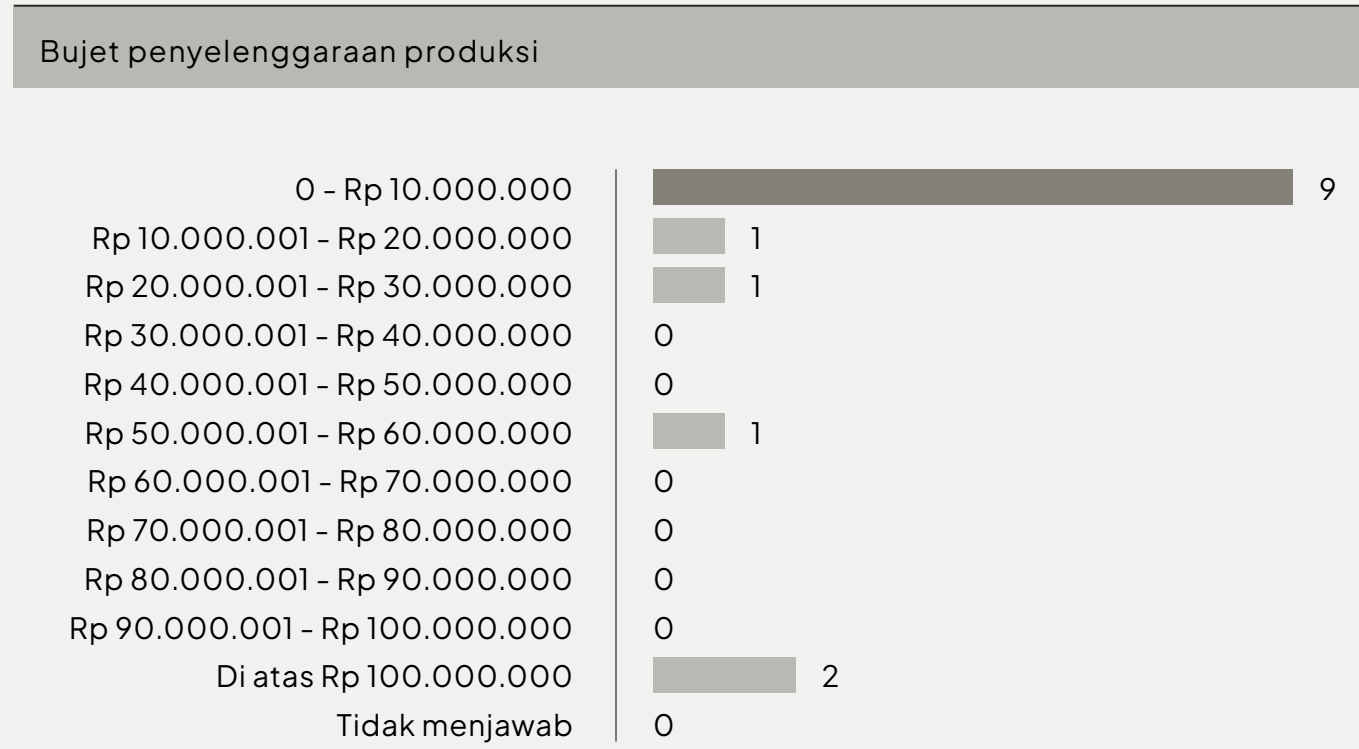 Bujet penyelenggaraan produksi
0 - Rp 10.000.000 9
Rp 10.000.001 - Rp 20.000.000 1
Rp 20.000.001 - Rp 30.000.000 1
Rp 30.000.001 - Rp 40.000.000 0
Rp 40.000.001 - Rp 50.000.000 0
Rp 50.000.001 - Rp 60.000.000 1
Rp 60.000.001 - Rp 70.000.000 0
Rp 70.000.001 - Rp 80.000.000 0
Rp 80.000.001 - Rp 90.000.000 0
Rp 90.000.001 - Rp 100.000.000 0
Di atas Rp 100.000.000 2
Tidak menjawab 0